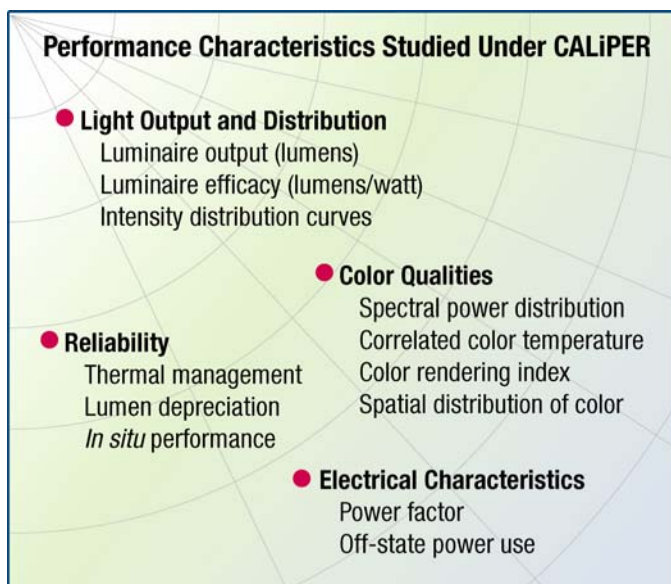 Performance Characteristics Studied Under CALiPER
Light Output and Distribution
Luminaire output (lumens)
Luminaire efficacy (lumens/watt)
Intensity distribution curves
Color Qualities
Spectral power distribution
Correlated color temperature
Color rendering index
Spatial distribution of color
Reliability
Thermal management
Lumen depreciation
In situ performance
Electrical Characteristics
Power factor
Off-state power use